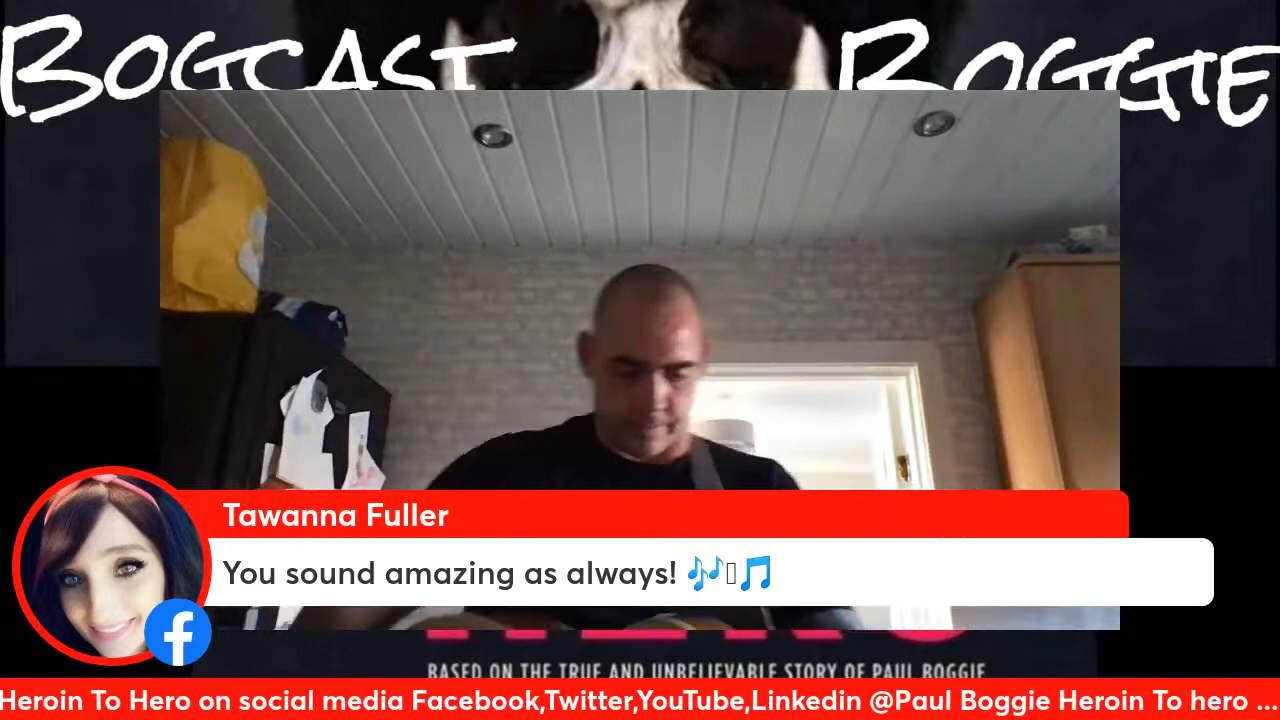 BOGCAST BOGGIE
Tawanna Fuller
You sound amazing as always! 🎶▯🎵
HERO
BASED ON THE TRUE AND UNBELIEVABLE STORY OF PAUL BOGGIE
Heroin To Hero on social media Facebook,Twitter,YouTube,Linkedin @Paul Boggie Heroin To hero ...